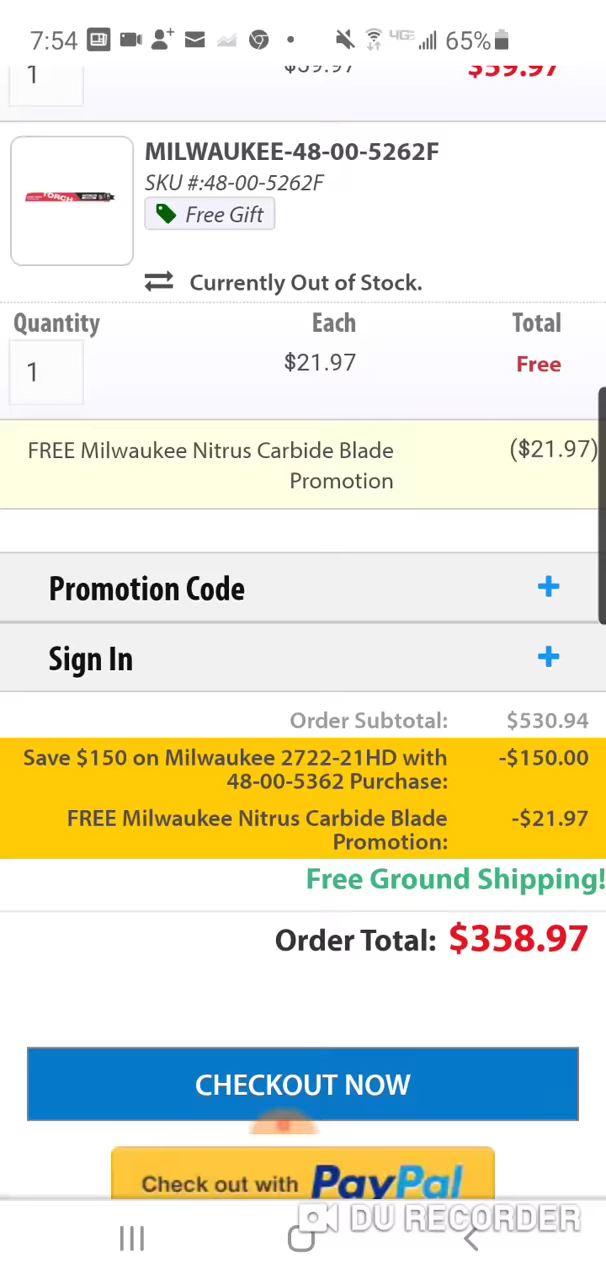 7:54 4GE 65%
1 $59.97 $59.97
MILWAUKEE-48-00-5262F
SKU #:48-00-5262F
TORCH
Free Gift
Currently Out of Stock.
Quantity Each Total
1 $21.97 Free
FREE Milwaukee Nitrus Carbide Blade ($21.97)
Promotion
Promotion Code +
Sign In +
Order Subtotal: $530.94
Save $150 on Milwaukee 2722-21HD with -$150.00
48-00-5362 Purchase:
FREE Milwaukee Nitrus Carbide Blade -$21.97
Promotion:
Free Ground Shipping!
Order Total: $358.97
CHECKOUT NOW
Check out with PayPal
DU RECORDER